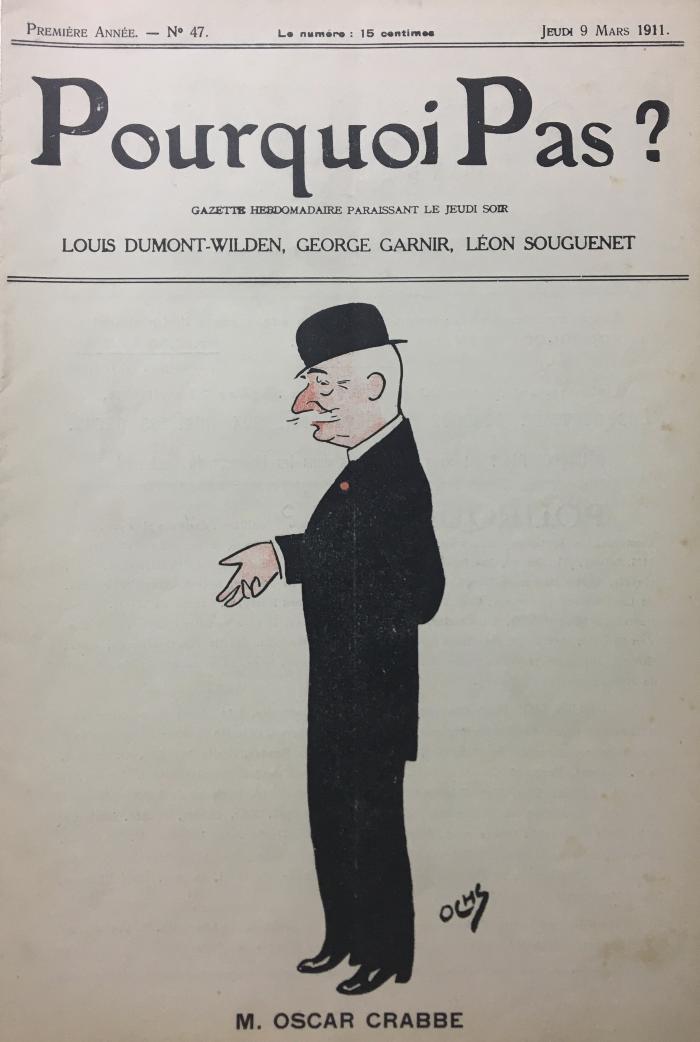 PREMIÈRE ANNÉE. — Nº 47. Le numéro : 15 centimes JEUDI 9 MARS 1911.
Pourquoi Pas ?
GAZETTE HEBDOMADAIRE PARAISSANT LE JEUDI SOIR
LOUIS DUMONT-WILDEN, GEORGE GARNIR, LÉON SOUGUENET
OCHS
M. OSCAR CRABBE